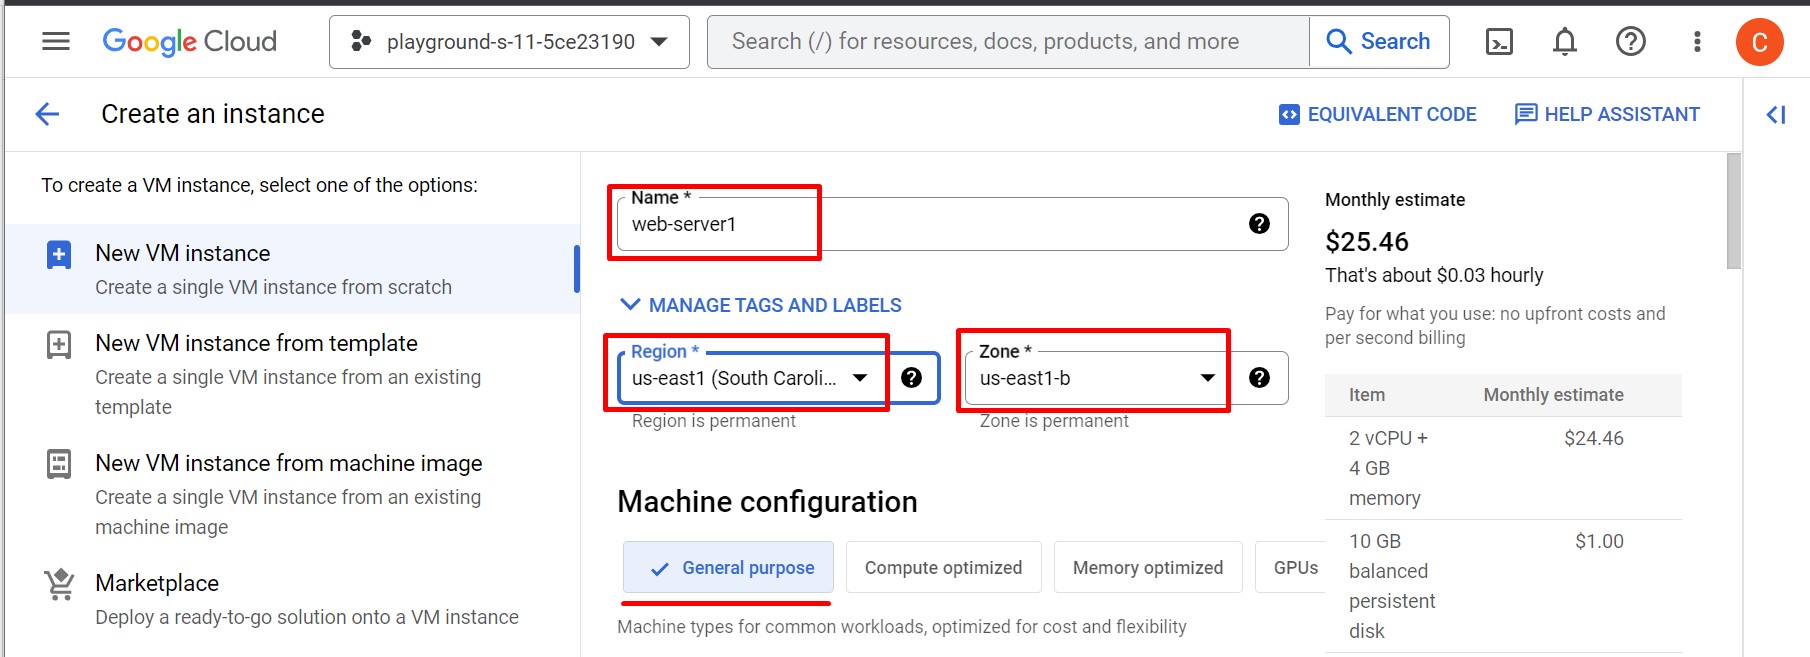 Google Cloud
playground-s-11-5ce23190
Search (/) for resources, docs, products, and more
Search
C
Create an instance
EQUIVALENT CODE
HELP ASSISTANT
To create a VM instance, select one of the options:
New VM instance
Create a single VM instance from scratch
New VM instance from template
Create a single VM instance from an existing
template
New VM instance from machine image
Create a single VM instance from an existing
machine image
Marketplace
Deploy a ready-to-go solution onto a VM instance
Name *
web-server1
MANAGE TAGS AND LABELS
Region *
us-east1 (South Caroli...
Region is permanent
Zone *
us-east1-b
Zone is permanent
Machine configuration
General purpose
Compute optimized
Memory optimized
GPUs
Machine types for common workloads, optimized for cost and flexibility
Monthly estimate
$25.46
That's about $0.03 hourly
Pay for what you use: no upfront costs and
per second billing
Item Monthly estimate
2 vCPU + $24.46
4 GB
memory
10 GB $1.00
balanced
persistent
disk